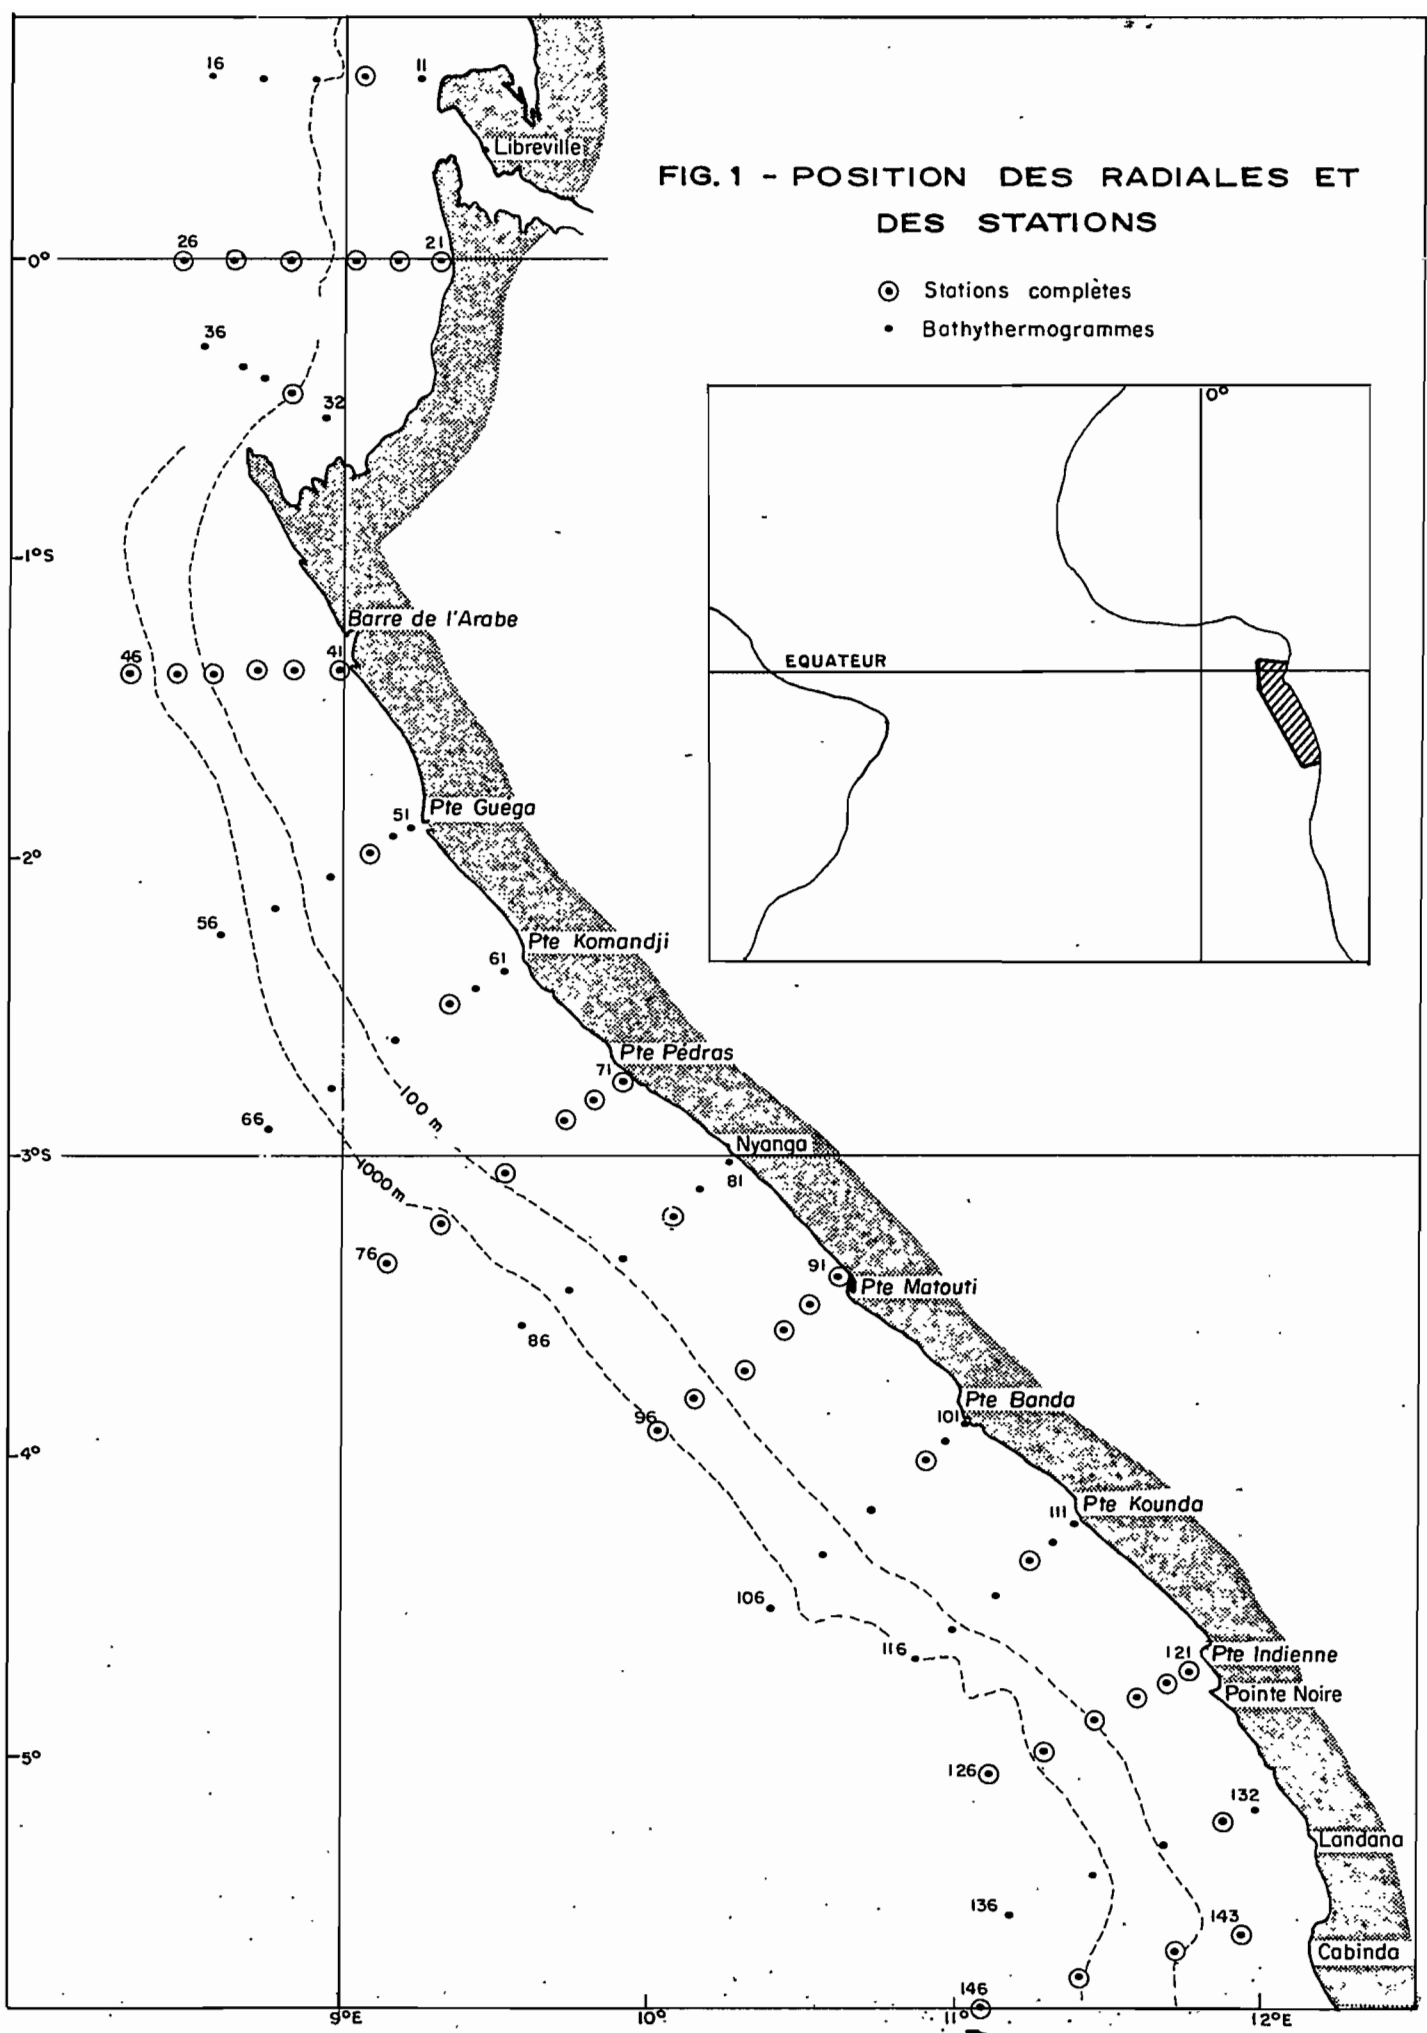 16
11
Libreville
FIG. 1 - POSITION DES RADIALES ET
DES STATIONS
26
21
0°
Stations complètes
Bathythermogrammes
36
32
0°
1°S
Barre de l'Arabe
46
41
EQUATEUR
Pte Guéga
51
2°
56
Pte Komandji
61
Pte Pédras
71
100 m
66
Nyanga
3°S
1000 m
81
76
91
Pte Matouti
86
Pte Banda
96
101
4°
Pte Kounda
111
106
116
121
Pte Indienne
Pointe Noire
5°
126
132
Landana
136
143
Cabinda
146
9°E
10°
11°
12°E